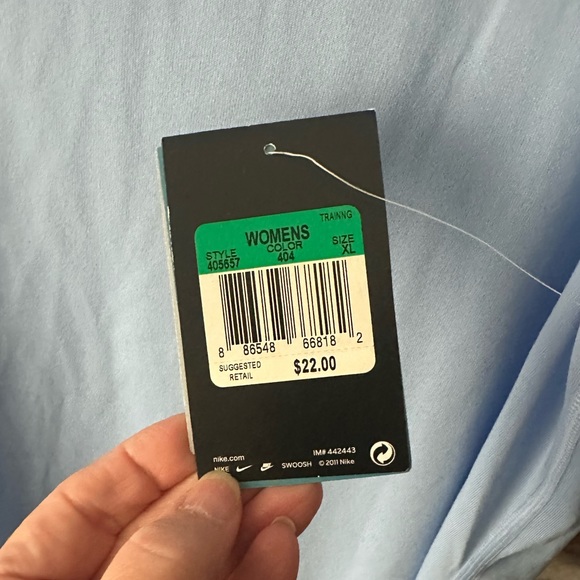 TRAINNG
WOMENS
STYLE COLOR SIZE
405657 404 XL
8 86548 66818 2
SUGGESTED
RETAIL $22.00
nike.com IM# 442443
NIKE SWOOSH © 2011 Nike